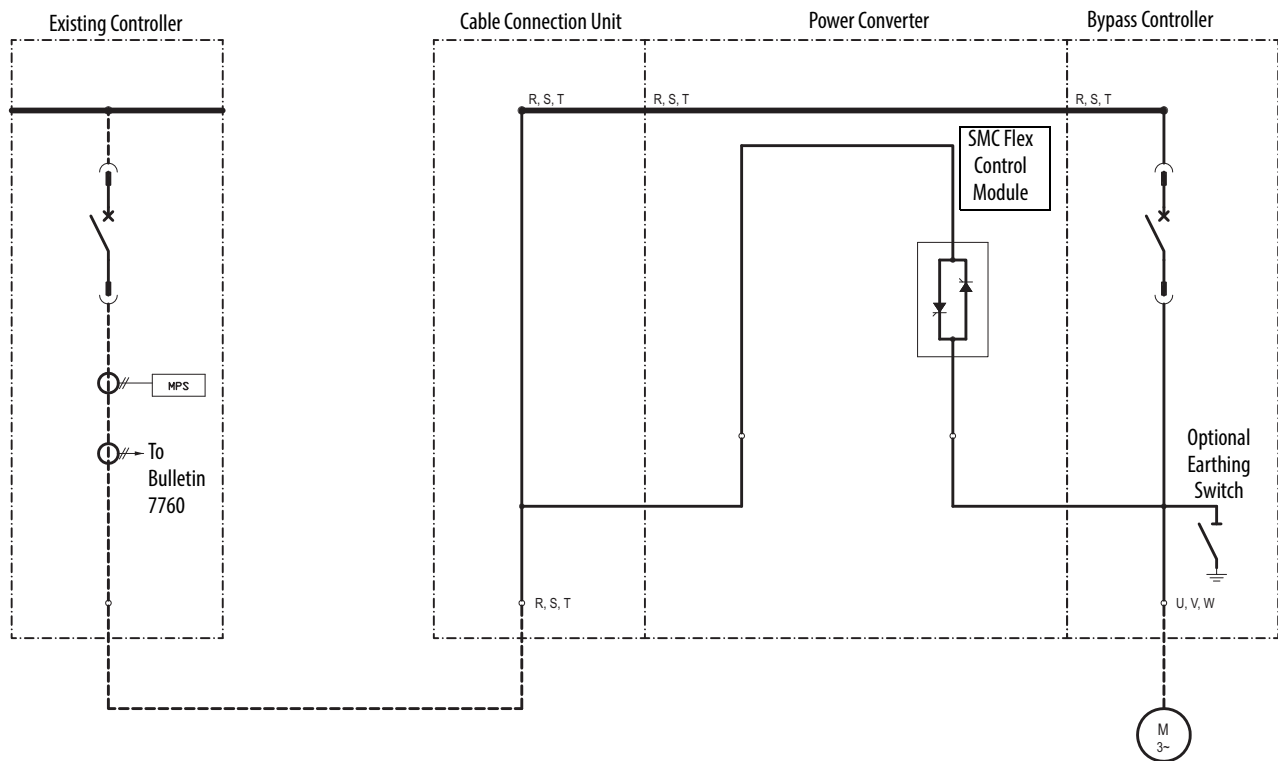 Existing Controller
Cable Connection Unit
Power Converter
Bypass Controller
R, S, T
R, S, T
R, S, T
SMC Flex
Control
Module
MPS
To
Bulletin
7760
Optional
Earthing
Switch
R, S, T
U, V, W
M
3~